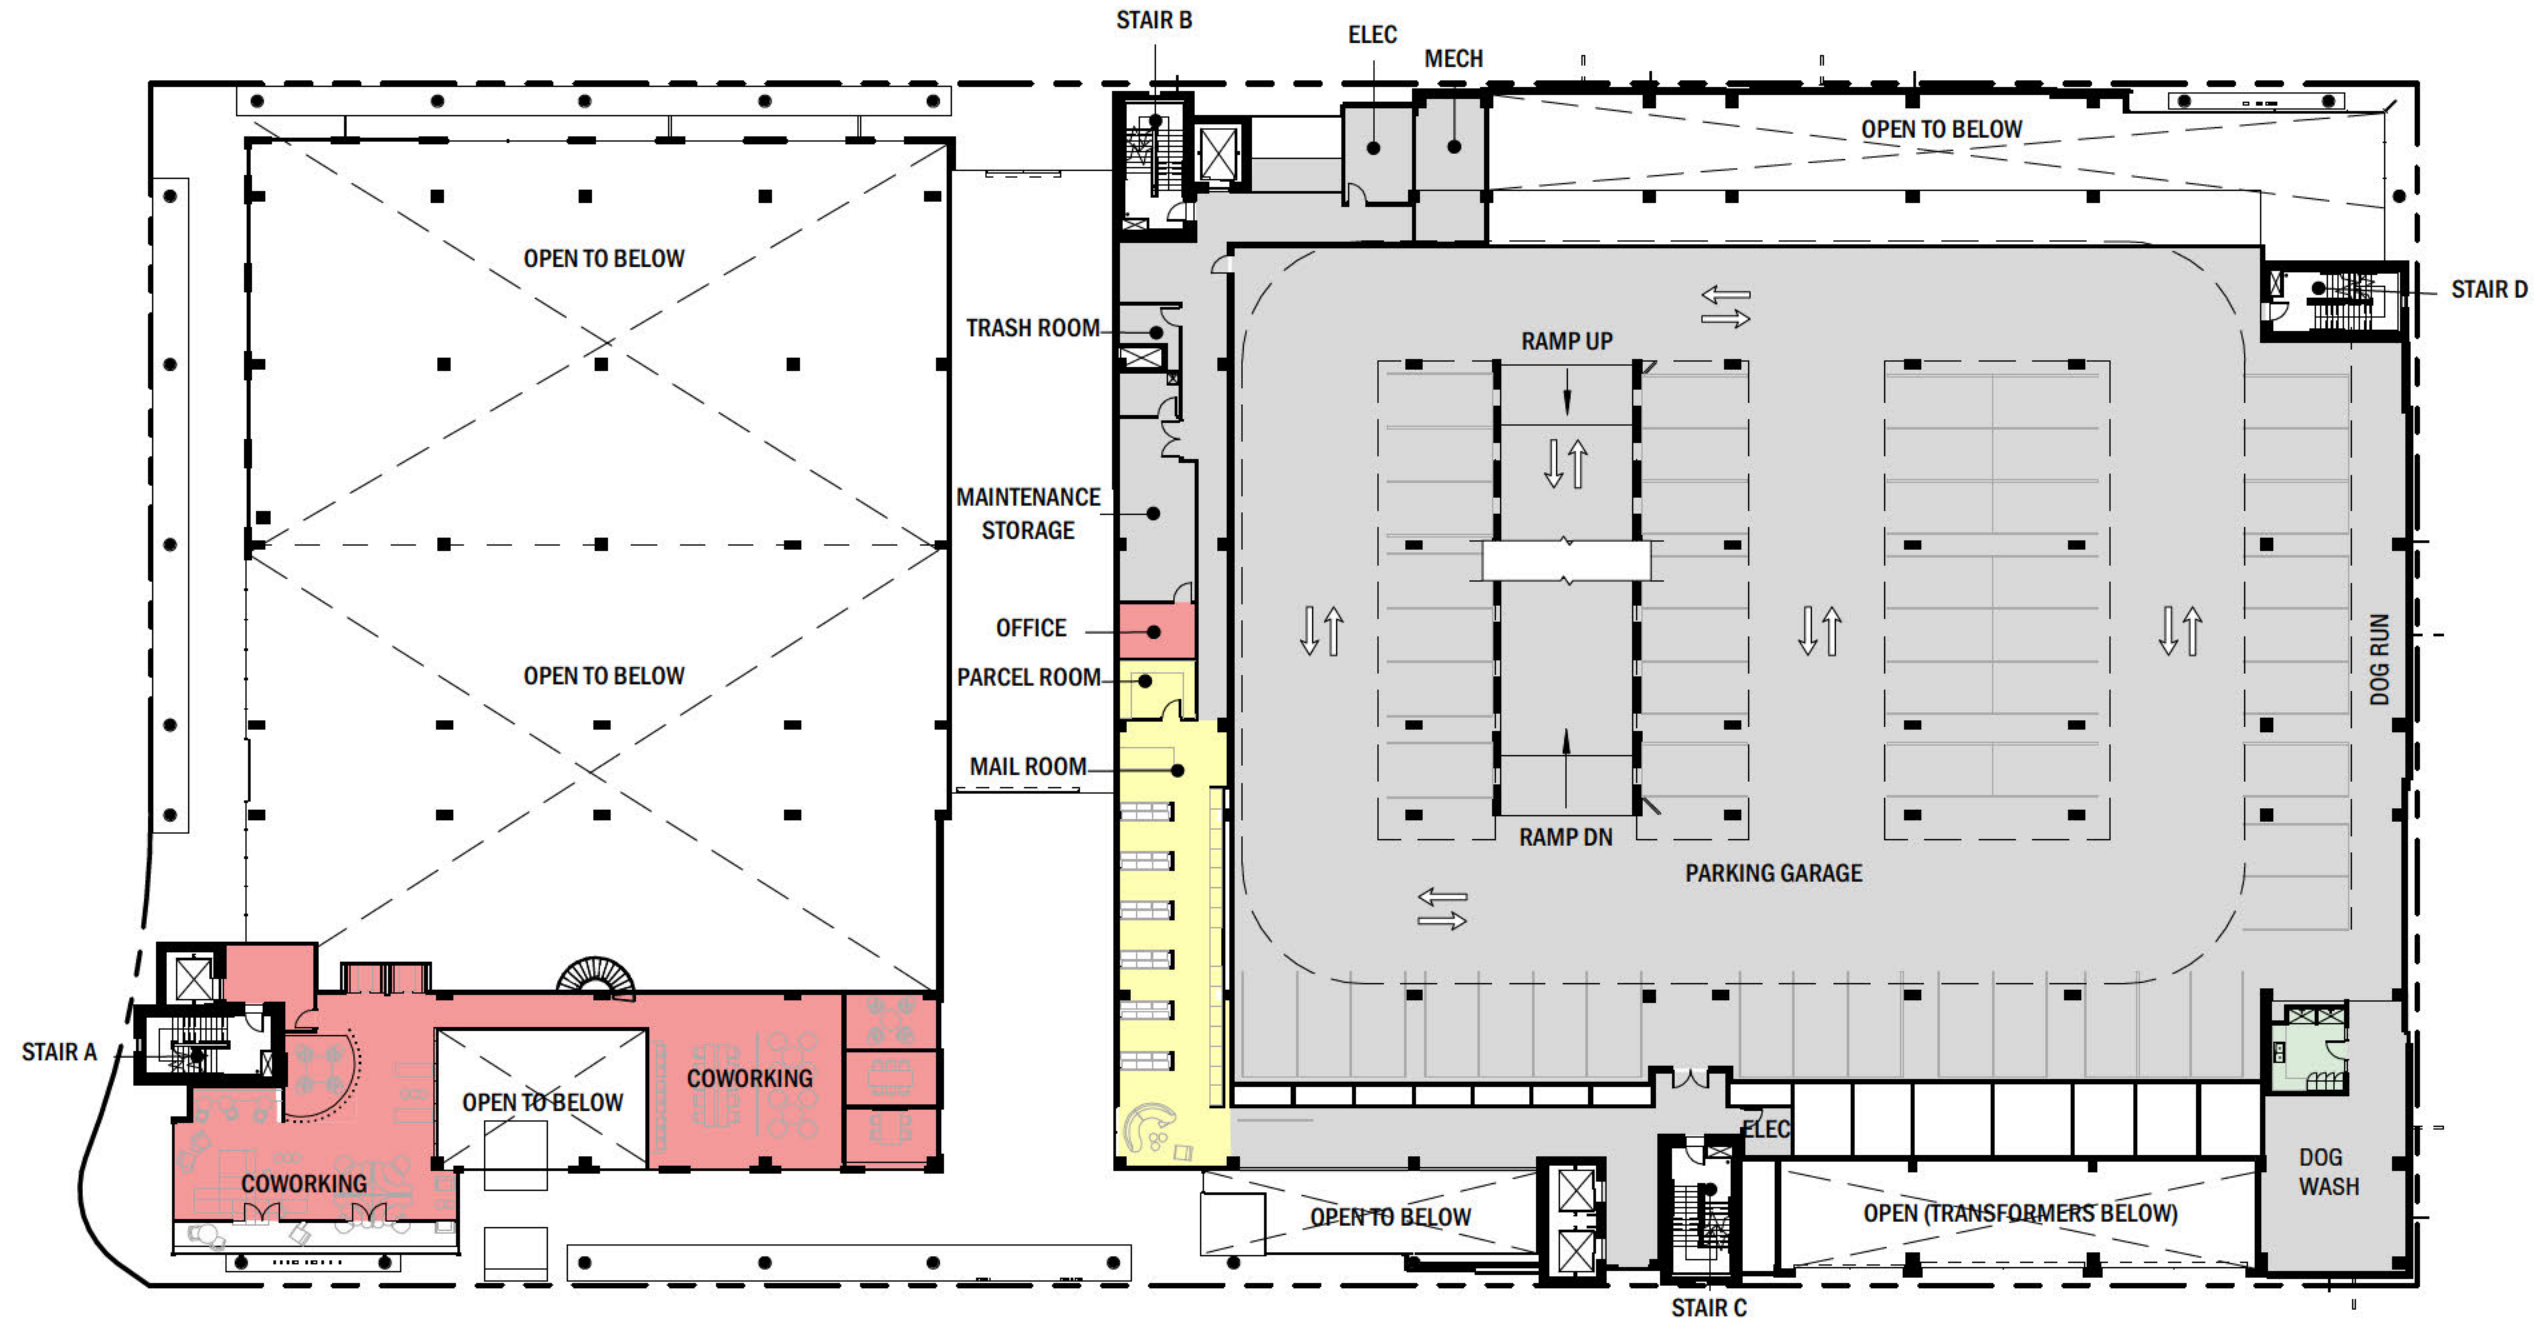 STAIR B
ELEC
MECH
OPEN TO BELOW
OPEN TO BELOW
STAIR D
TRASH ROOM
RAMP UP
MAINTENANCE
STORAGE
OFFICE
DOG RUN
OPEN TO BELOW
PARCEL ROOM
MAIL ROOM
RAMP DN
PARKING GARAGE
STAIR A
COWORKING
OPEN TO BELOW
ELEC
COWORKING
DOG
WASH
OPEN TO BELOW
OPEN (TRANSFORMERS BELOW)
STAIR C